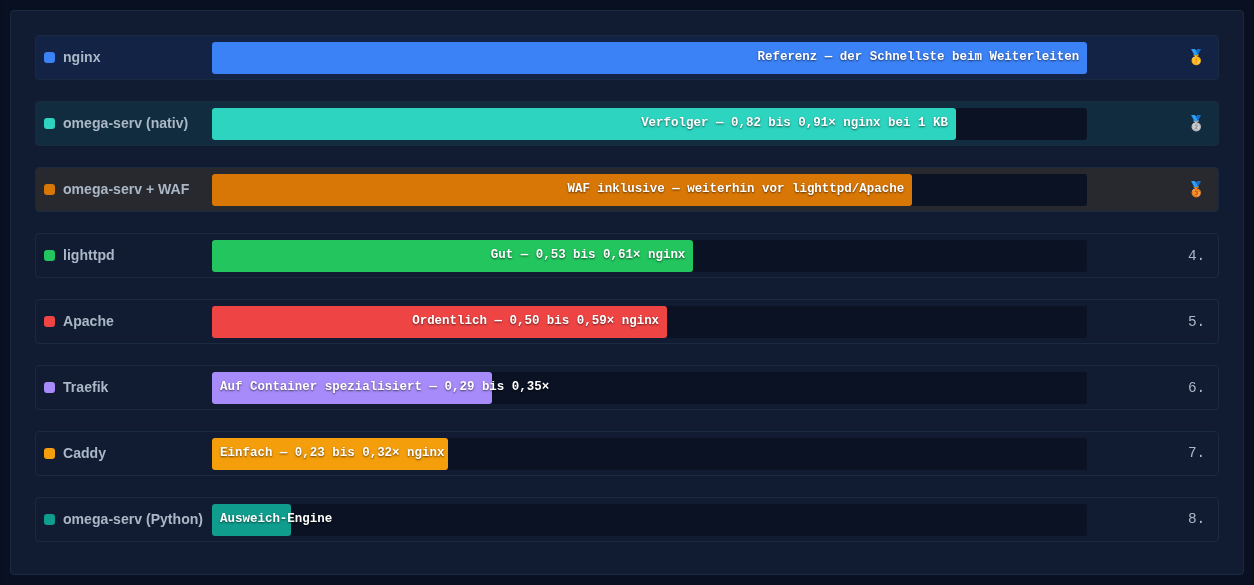 nginx Referenz — der Schnellste beim Weiterleiten 🥇
omega-serv (nativ) Verfolger — 0,82 bis 0,91× nginx bei 1 KB 🥈
omega-serv + WAF WAF inklusive — weiterhin vor lighttpd/Apache 🥉
lighttpd Gut — 0,53 bis 0,61× nginx 4.
Apache Ordentlich — 0,50 bis 0,59× nginx 5.
Traefik Auf Container spezialisiert — 0,29 bis 0,35× 6.
Caddy Einfach — 0,23 bis 0,32× nginx 7.
omega-serv (Python) Ausweich-Engine 8.